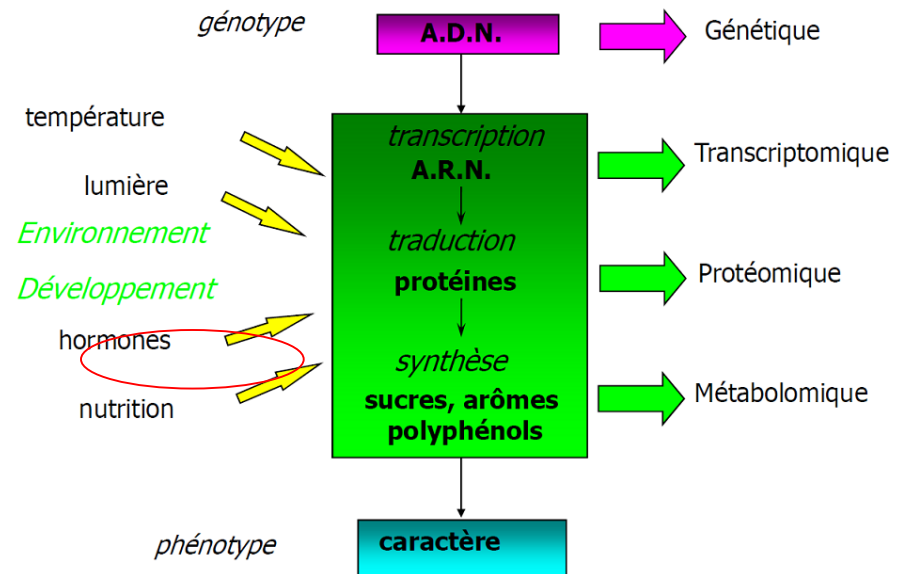 génotype
A.D.N.
Génétique
température
transcription
A.R.N.
Transcriptomique
lumière
Environnement
traduction
Développement
protéines
Protéomique
hormones
synthèse
nutrition
sucres, arômes
polyphénols
Métabolomique
phénotype
caractère